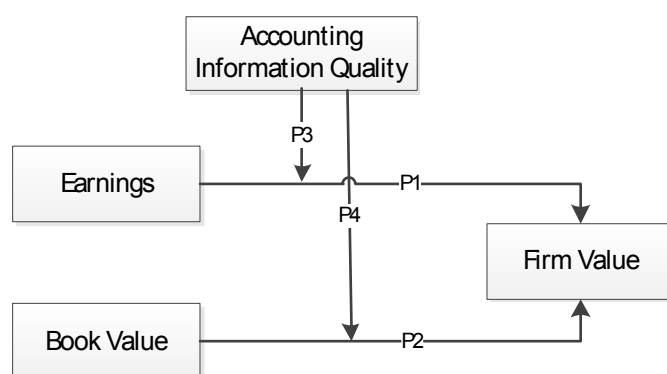 Accounting
Information Quality
P3
Earnings
P1
P4
Firm Value
Book Value
P2